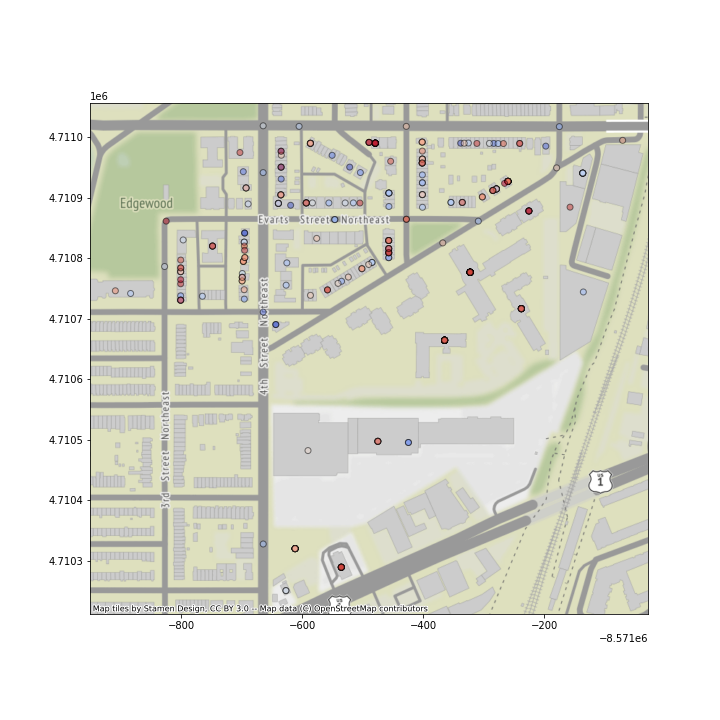 1e6
4.7110
Edgewood
4.7109
Evarts Street Northeast
4.7108
4th Street Northeast
4.7107
4.7106
3rd Street Northeast
4.7105
US
1
4.7104
4.7103
US
Map tiles by Stamen Design, CC BY 3.0 -- Map data (C) OpenStreetMap contributors
−800
−600
−400
−200
−8.571e6